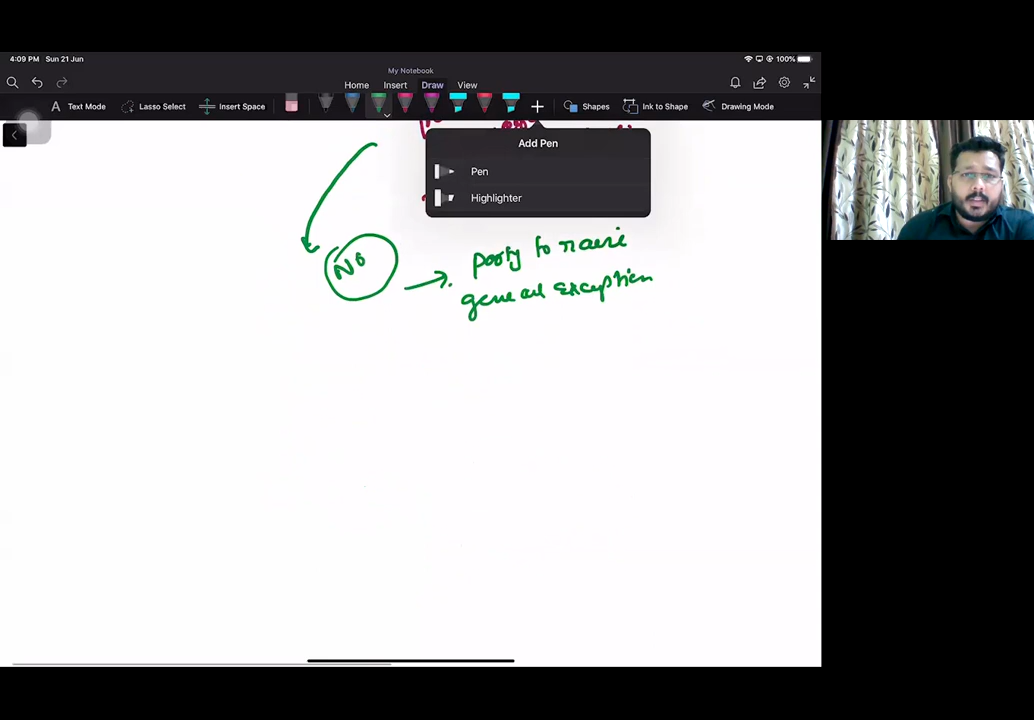 4:09 PM Sun 21 Jun
100%
My Notebook
Home Insert Draw View
Text Mode Lasso Select Insert Space Shapes Ink to Shape Drawing Mode
Add Pen
Pen
Highlighter
NO
party to raise
general exception